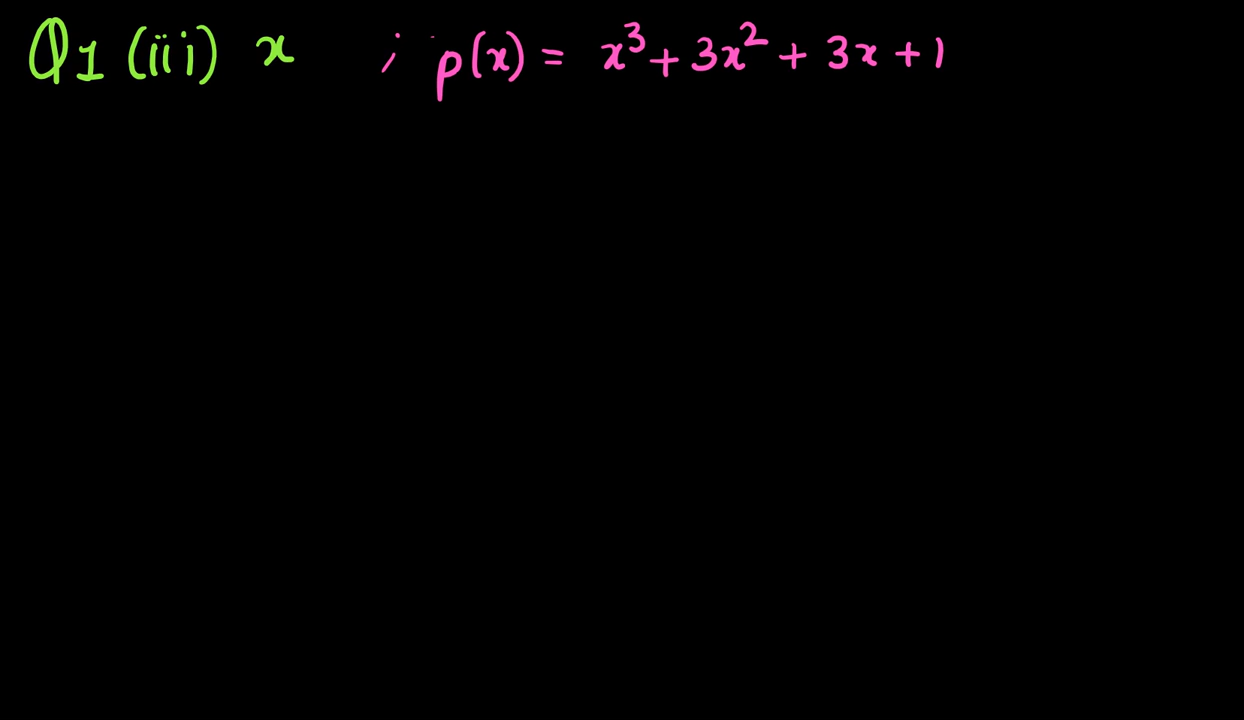 Q1 (iii) x ; p(x) = x³ + 3x² + 3x + 1